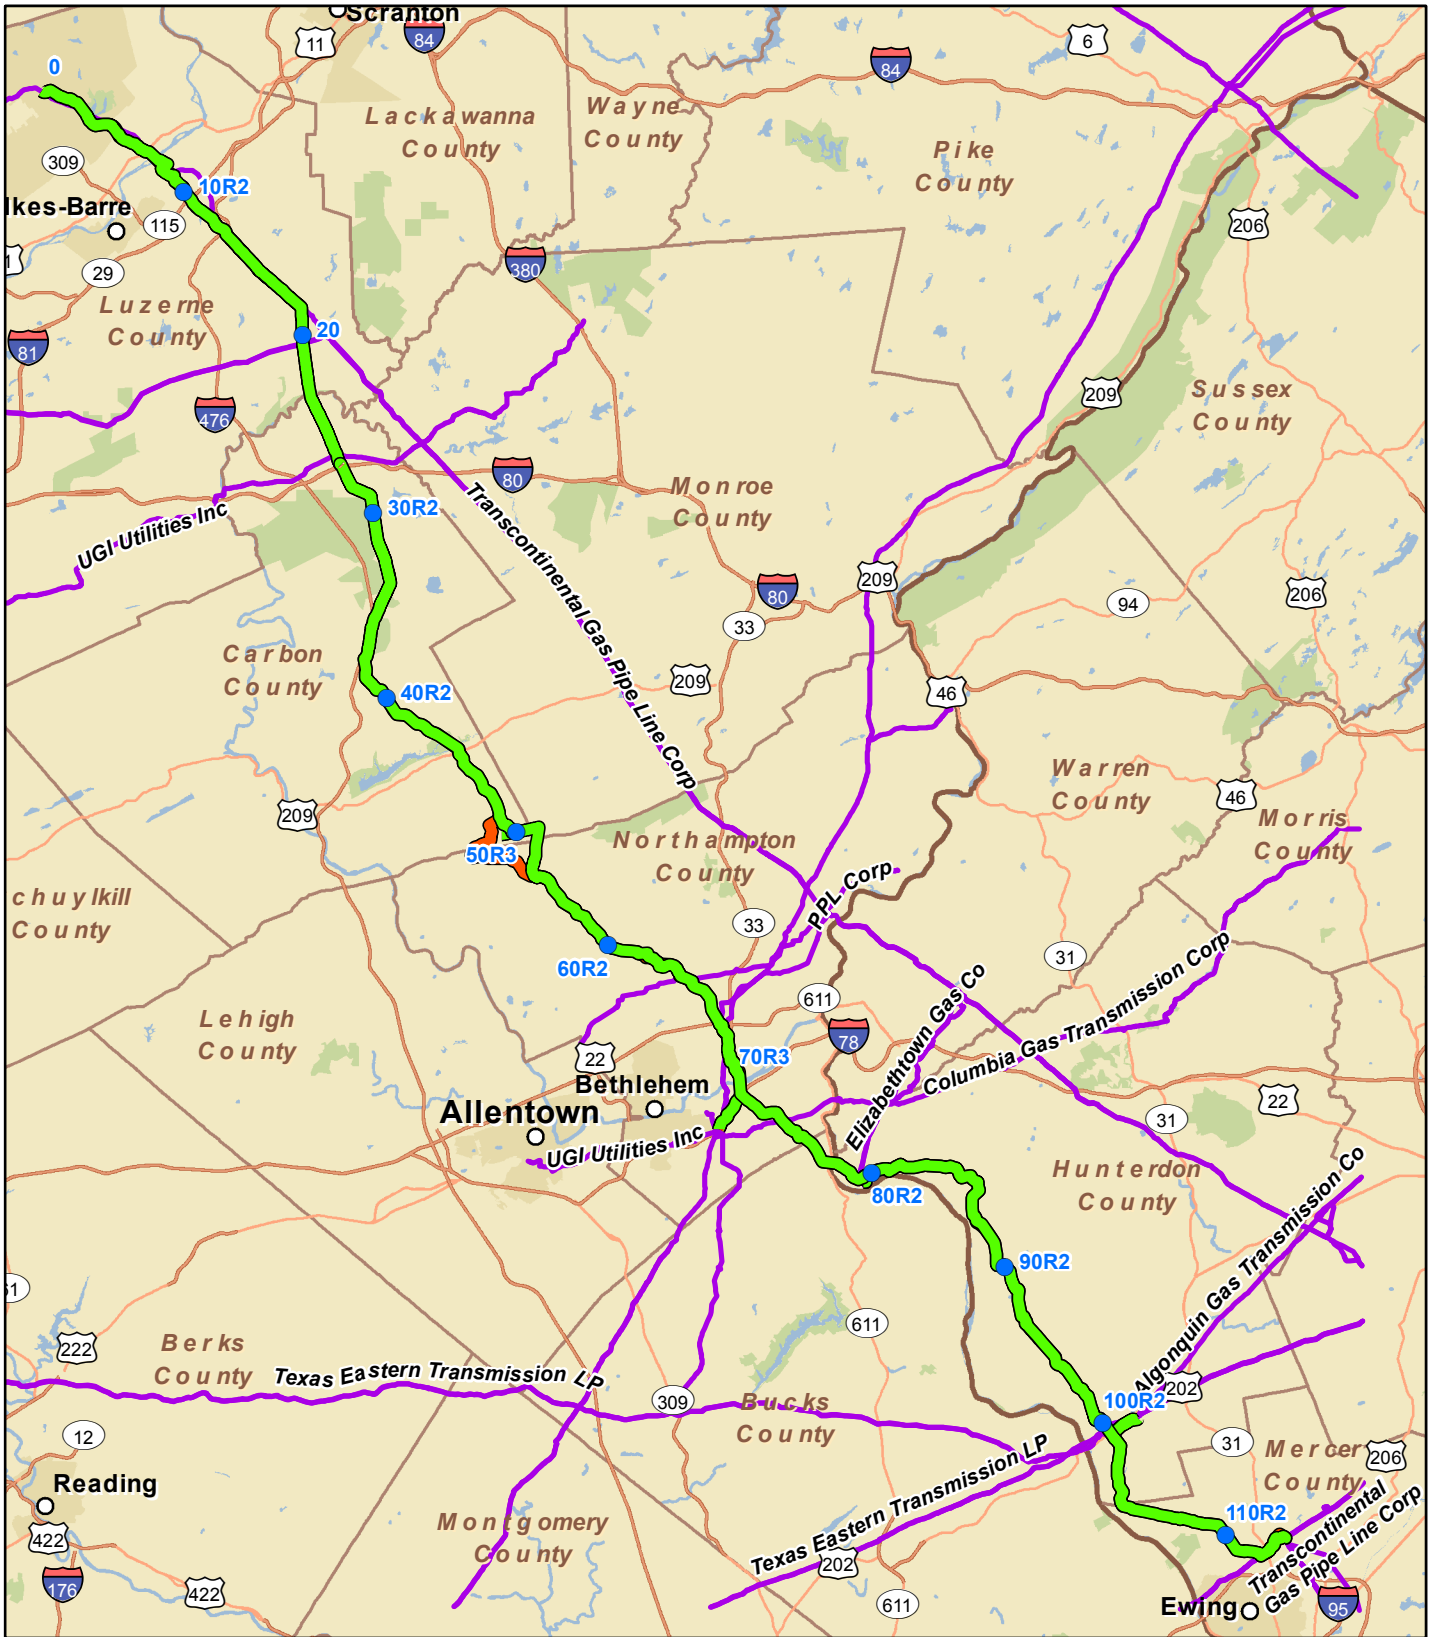 Scranton
11
84
6
0
84
Lackawanna
County
Wayne
County
Pike
County
309
10R2
lkes-Barre
115
206
1
29
380
Luzerne
County
20
81
476
209
Sussex
County
80
Monroe
County
30R2
UGI Utilities Inc
Transcontinental Gas Pipe Line Corp
209
80
94
206
33
Carbon
County
209
46
40R2
Warren
County
46
209
Morris
County
50R3
Northampton
County
PPL Corp
chuylkill
County
33
31
60R2
Elizabethtown Gas Co
Columbia Gas Transmission Corp
611
Lehigh
County
78
22
70R3
Bethlehem
Allentown
22
31
UGI Utilities Inc
Hunterdon
County
80R2
90R2
Algonquin Gas Transmission Co
61
611
222
Berks
County
Texas Eastern Transmission LP
202
309
Bucks
County
100R2
12
31
Mercer
County
206
Reading
Texas Eastern Transmission LP
Montgomery
County
110R2
Transcontinental
Gas Pipe Line Corp
422
202
176
422
611
Ewing
95